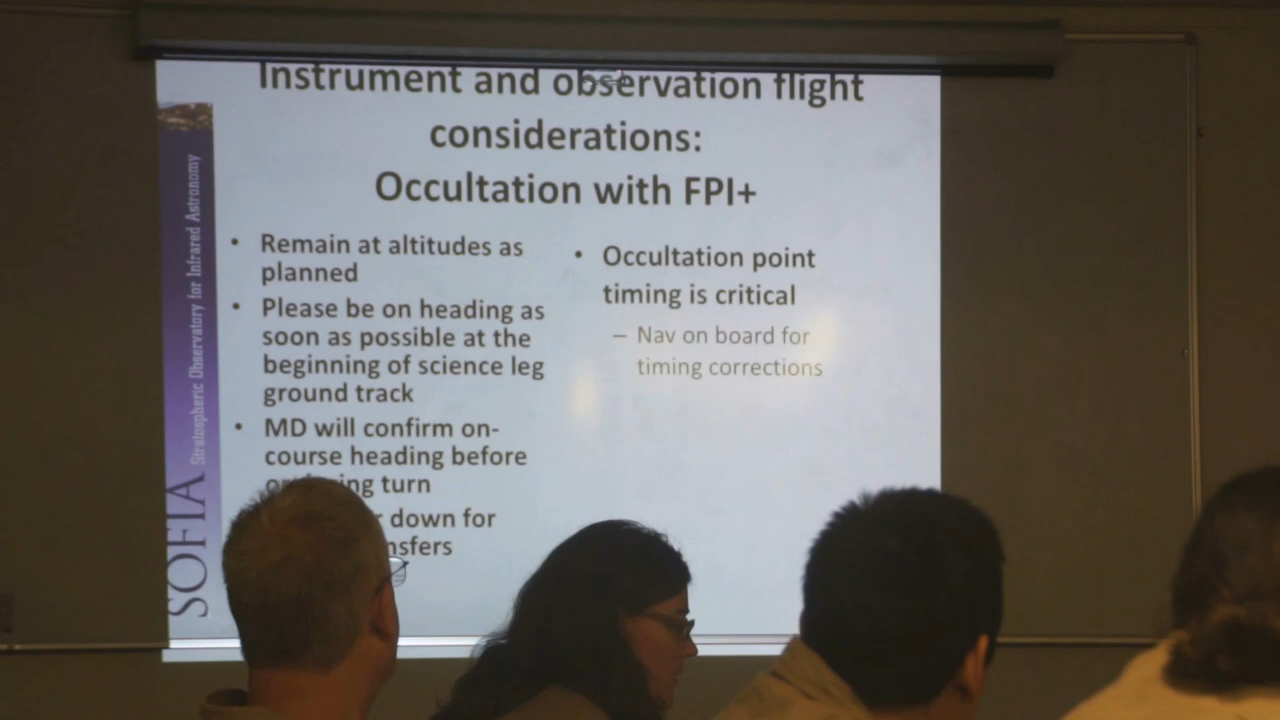 Instrument and observation flight
considerations:
Occultation with FPI+
• Remain at altitudes as
planned
• Please be on heading as
soon as possible at the
beginning of science leg
ground track
• MD will confirm on-
course heading before
turn
down for
• Occultation point
timing is critical
– Nav on board for
timing corrections
SOFIA Stratospheric Observatory for Infrared Astronomy